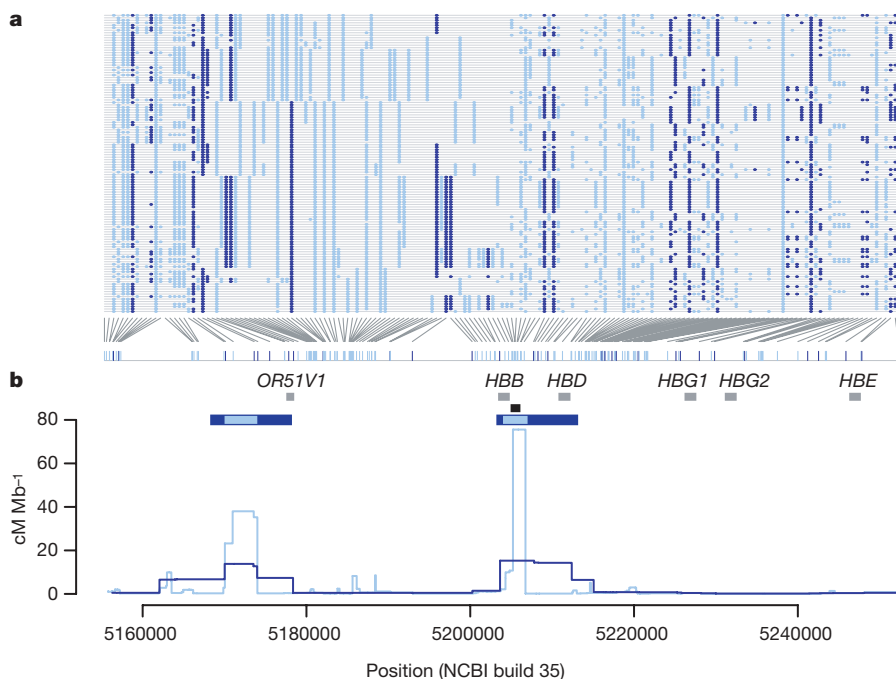 a
b
OR51V1 HBB HBD HBG1 HBG2 HBE
80
60
40
20
0
cM Mb⁻¹
5160000 5180000 5200000 5220000 5240000
Position (NCBI build 35)